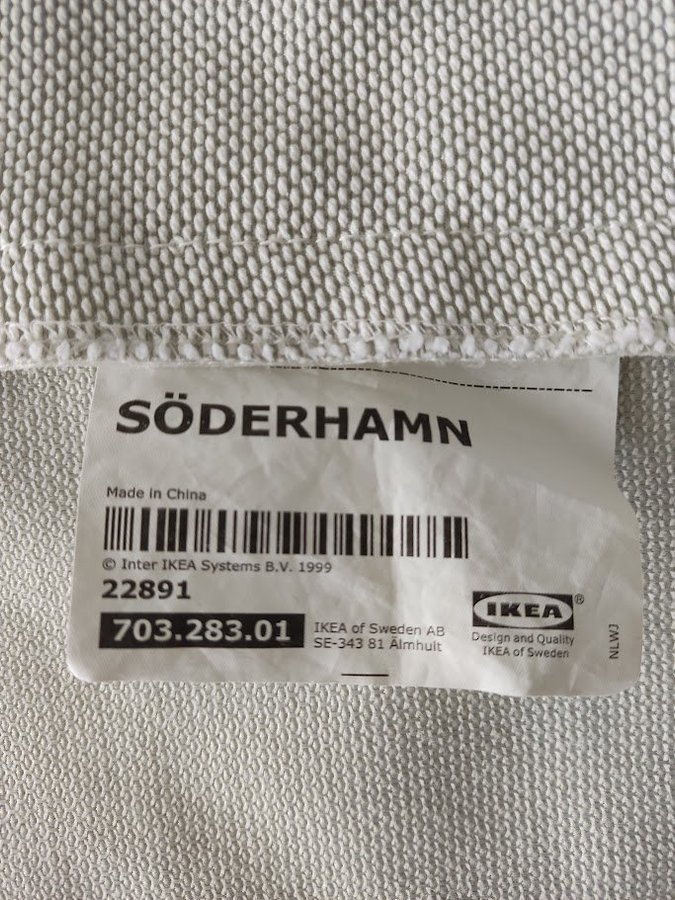 SÖDERHAMN
Made in China
© Inter IKEA Systems B.V. 1999
22891
703.283.01
IKEA of Sweden AB
SE-343 81 Älmhult
IKEA®
Design and Quality
IKEA of Sweden
NLWJ